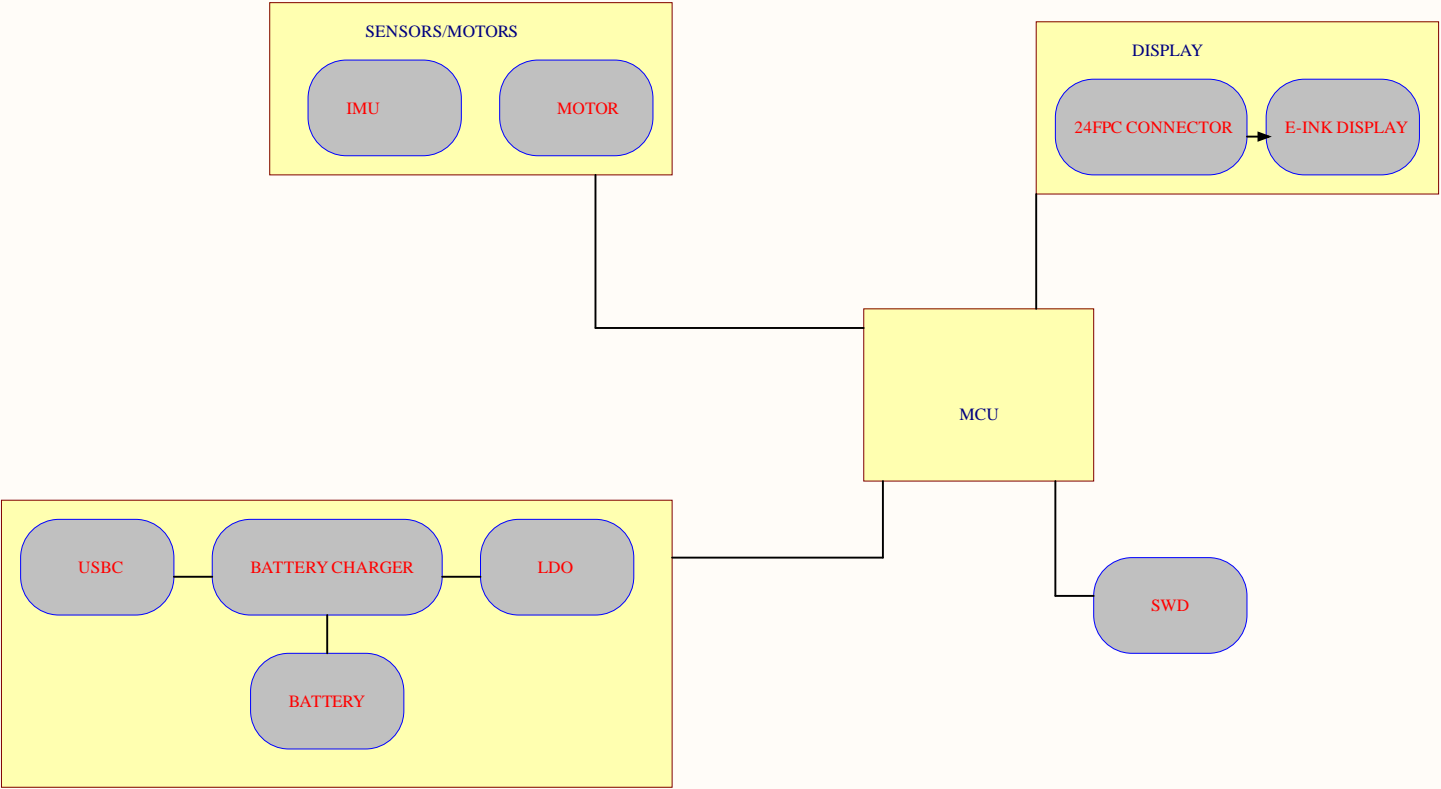 SENSORS/MOTORS
IMU
MOTOR
DISPLAY
24FPC CONNECTOR
E-INK DISPLAY
MCU
USBC
BATTERY CHARGER
LDO
BATTERY
SWD